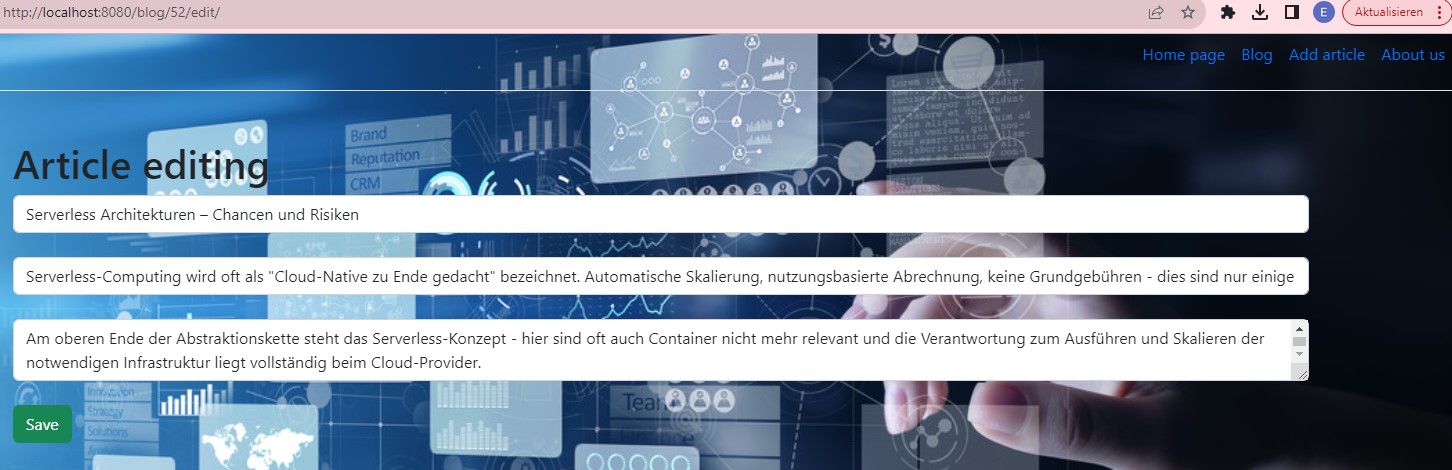 http://localhost:8080/blog/52/edit/
E
Aktualisieren
Home page Blog Add article About us
Brand
Reputation
CRM
Article editing
Serverless Architekturen – Chancen und Risiken
Serverless-Computing wird oft als "Cloud-Native zu Ende gedacht" bezeichnet. Automatische Skalierung, nutzungsbasierte Abrechnung, keine Grundgebühren - dies sind nur einige
Am oberen Ende der Abstraktionskette steht das Serverless-Konzept - hier sind oft auch Container nicht mehr relevant und die Verantwortung zum Ausführen und Skalieren der
notwendigen Infrastruktur liegt vollständig beim Cloud-Provider.
Strategy
Solutions
Team
Save